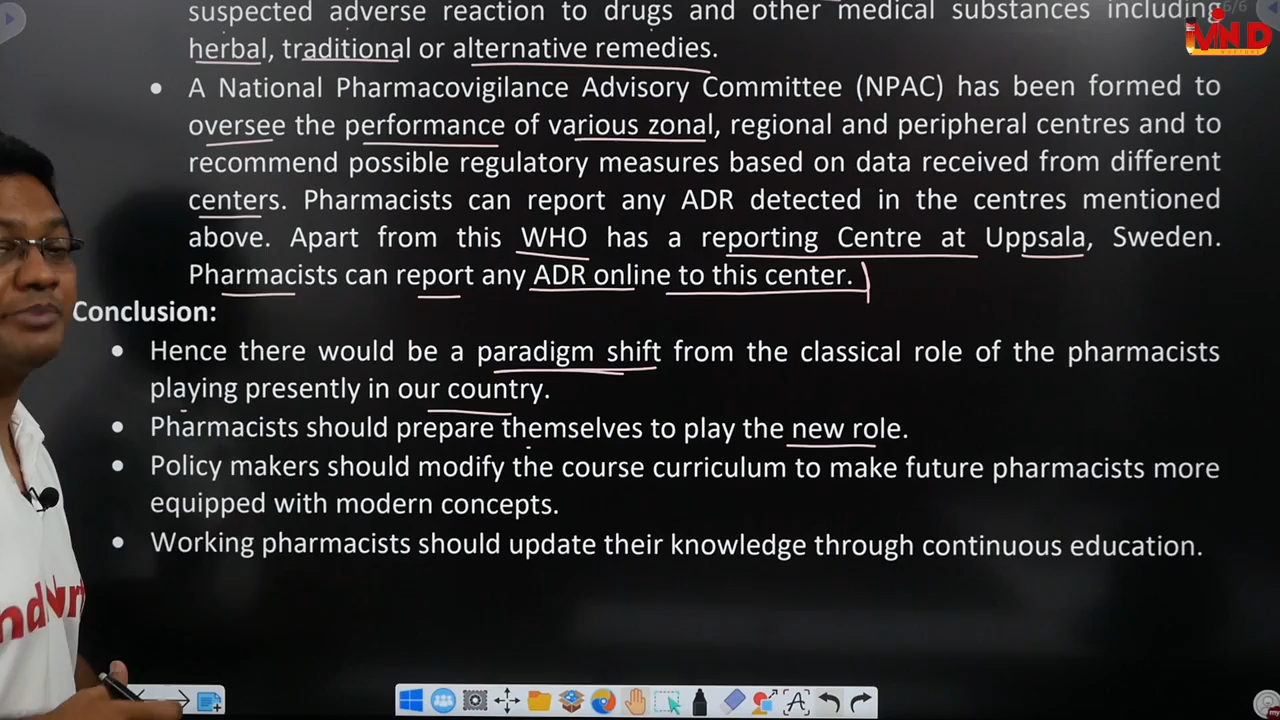 suspected adverse reaction to drugs and other medical substances including
6/6
herbal, traditional or alternative remedies.
• A National Pharmacovigilance Advisory Committee (NPAC) has been formed to
oversee the performance of various zonal, regional and peripheral centres and to
recommend possible regulatory measures based on data received from different
centers. Pharmacists can report any ADR detected in the centres mentioned
above. Apart from this WHO has a reporting Centre at Uppsala, Sweden.
Pharmacists can report any ADR online to this center.
Conclusion:
• Hence there would be a paradigm shift from the classical role of the pharmacists
playing presently in our country.
• Pharmacists should prepare themselves to play the new role.
• Policy makers should modify the course curriculum to make future pharmacists more
equipped with modern concepts.
• Working pharmacists should update their knowledge through continuous education.